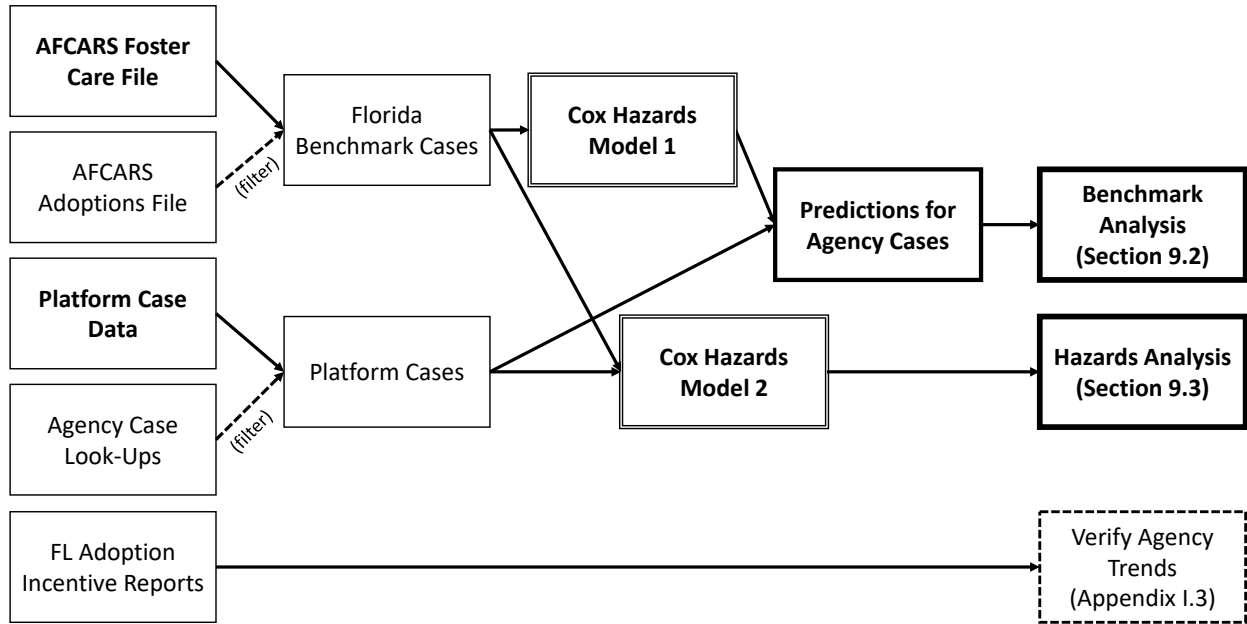 AFCARS Foster
Care File
AFCARS
Adoptions File
(filter)
Florida
Benchmark Cases
Cox Hazards
Model 1
Predictions for
Agency Cases
Benchmark
Analysis
(Section 9.2)
Platform Case
Data
Agency Case
Look-Ups
(filter)
Platform Cases
Cox Hazards
Model 2
Hazards Analysis
(Section 9.3)
FL Adoption
Incentive Reports
Verify Agency
Trends
(Appendix I.3)